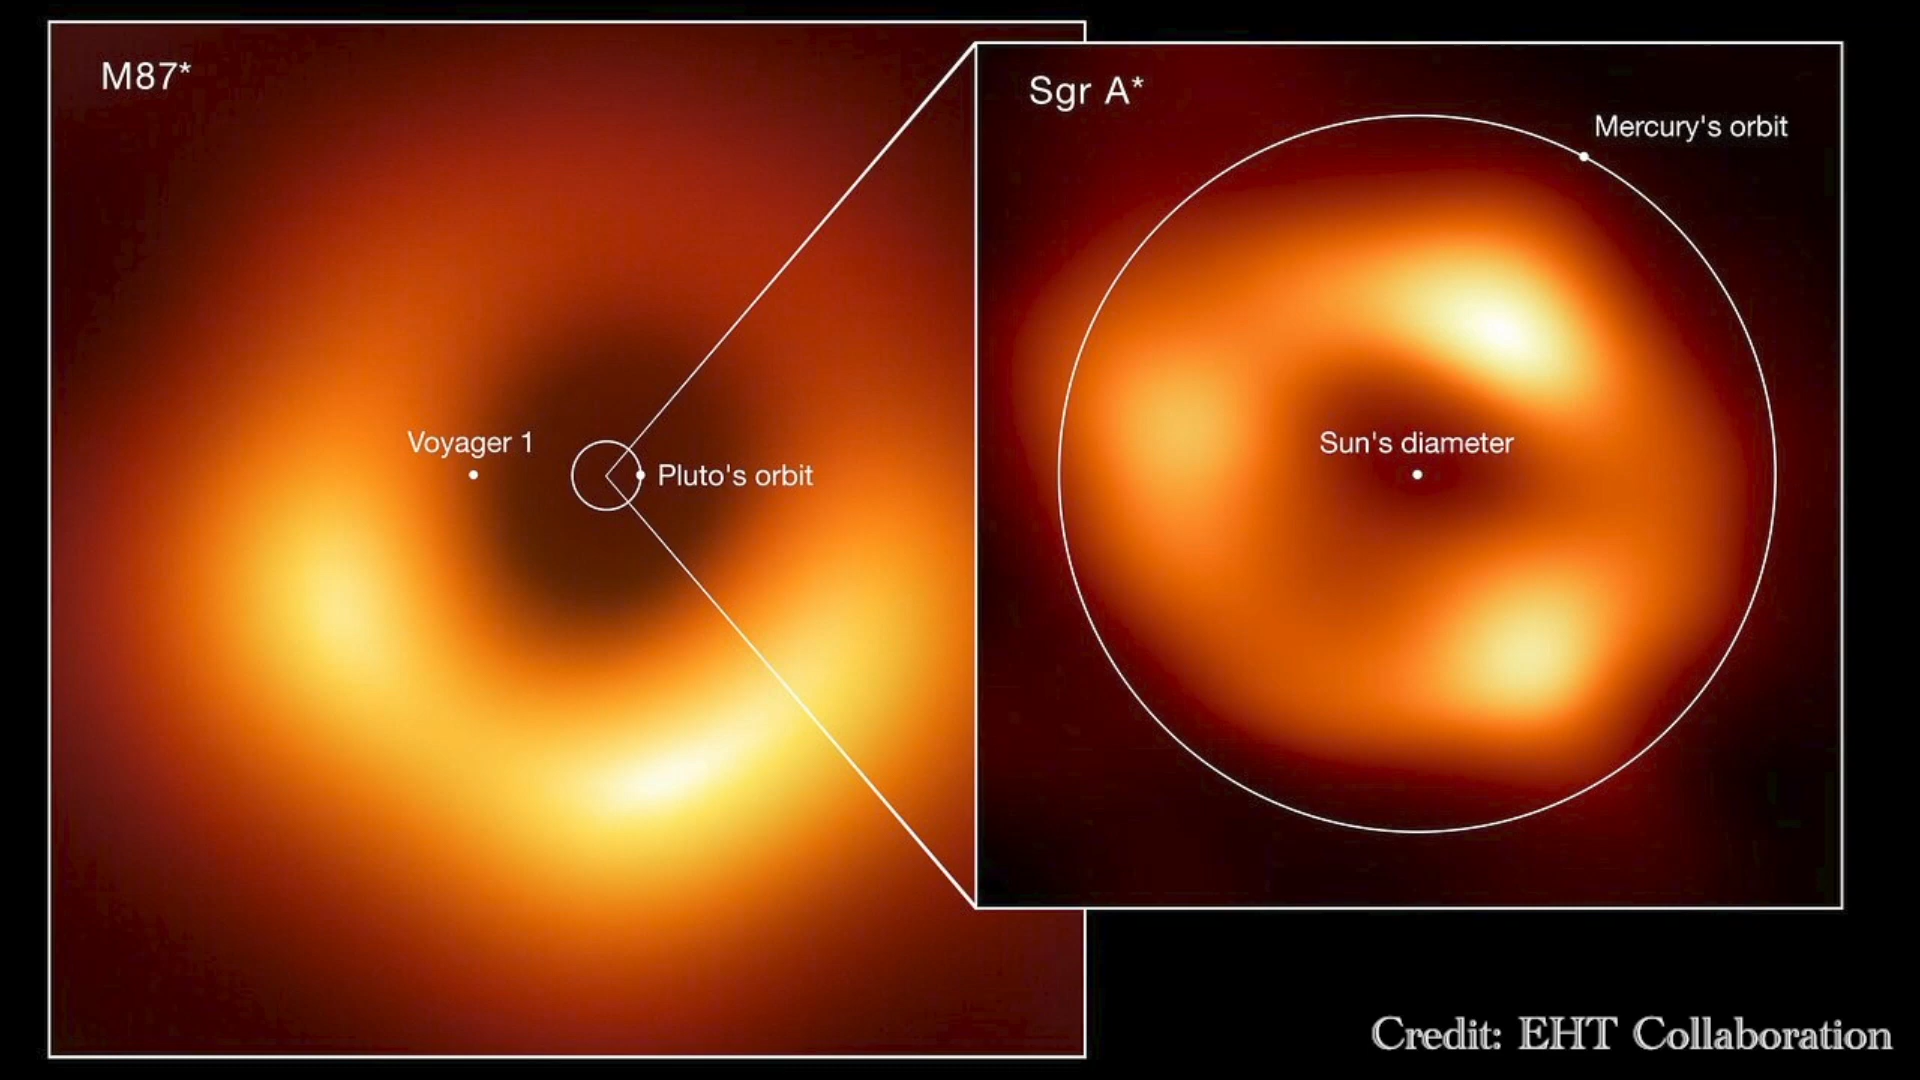 M87*
Voyager 1
Pluto's orbit
Sgr A*
Mercury's orbit
Sun's diameter
Credit: EHT Collaboration